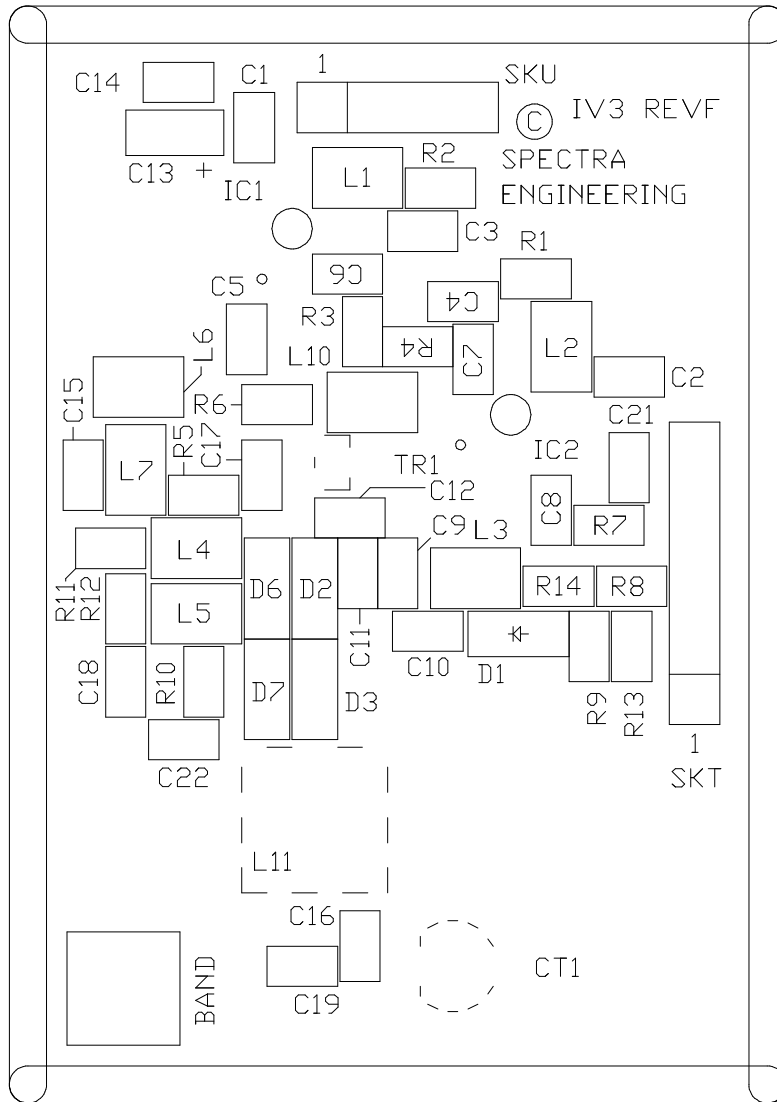 C14
C1
1
SKU
C13 +
IC1
© IV3 REVF
SPECTRA
ENGINEERING
L1
R2
C3
R1
C5
C6
C4
R3
R4
C7
L2
C2
L6
L10
R6
C15
R5
C17
L7
TR1
C12
IC2
C21
C8
R7
L4
C9
L3
R11
R12
L5
D6
D2
C11
R14
R8
C10
D1
C18
R10
D7
D3
R9
R13
C22
1
SKT
L11
C16
C19
BAND
CT1